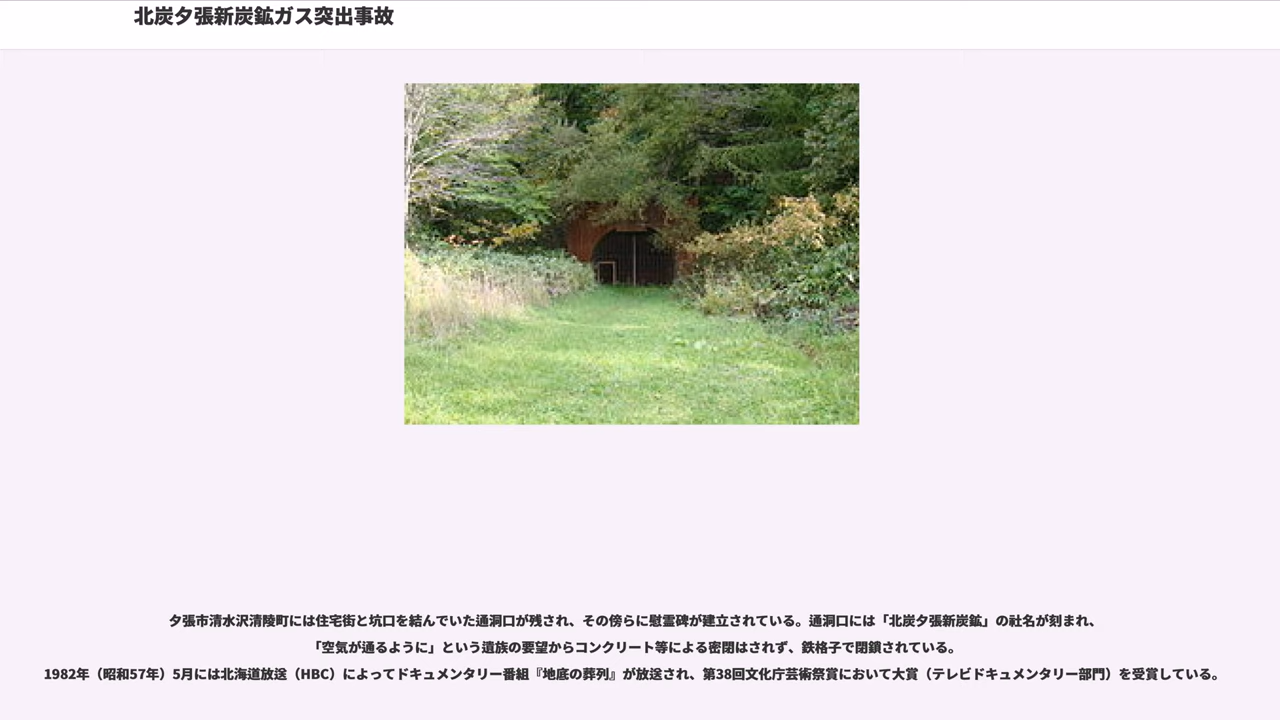 北炭夕張新炭鉱ガス突出事故
夕張市清水沢清陵町には住宅街と坑口を結んでいた通洞口が残され、その傍らに慰霊碑が建立されている。通洞口には「北炭夕張新炭鉱」の社名が刻まれ、
「空気が通るように」という遺族の要望からコンクリート等による密閉はされず、鉄格子で閉鎖されている。
1982年（昭和57年）5月には北海道放送（HBC）によってドキュメンタリー番組『地底の葬列』が放送され、第38回文化庁芸術祭賞において大賞（テレビドキュメンタリー部門）を受賞している。